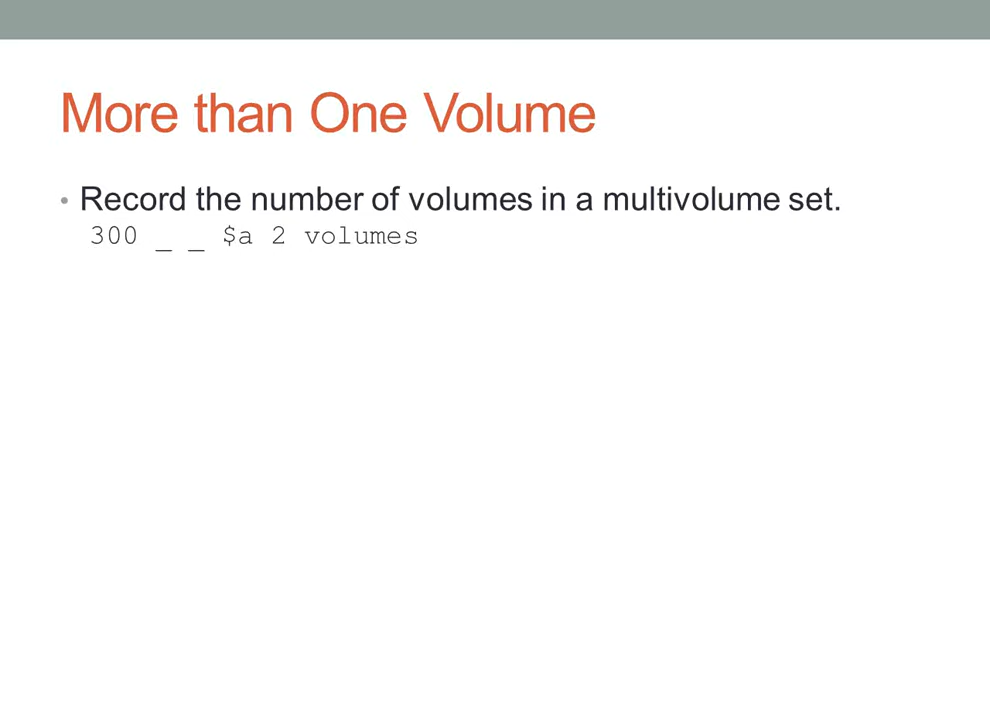 More than One Volume
• Record the number of volumes in a multivolume set.
300 _ _ $a 2 volumes